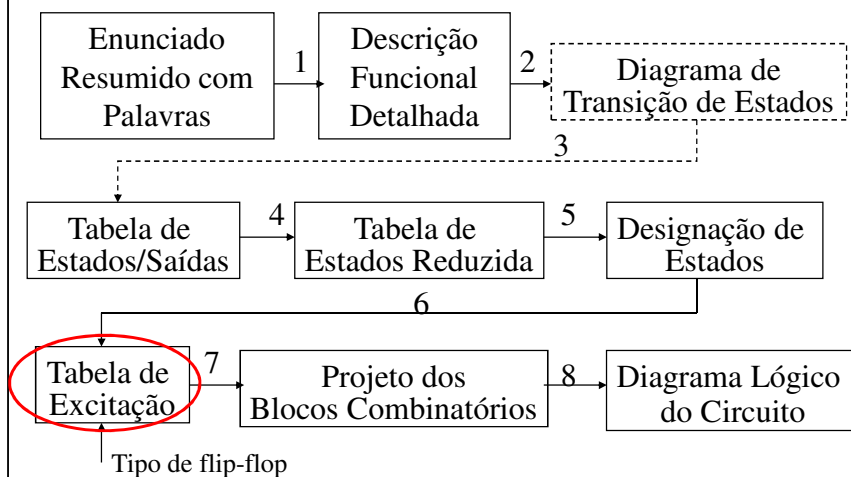 Enunciado
Resumido com
Palavras
1
Descrição
Funcional
Detalhada
2
Diagrama de
Transição de Estados
3
Tabela de
Estados/Saídas
4
Tabela de
Estados Reduzida
5
Designação de
Estados
6
Tabela de
Excitação
7
Projeto dos
Blocos Combinatórios
8
Diagrama Lógico
do Circuito
Tipo de flip-flop